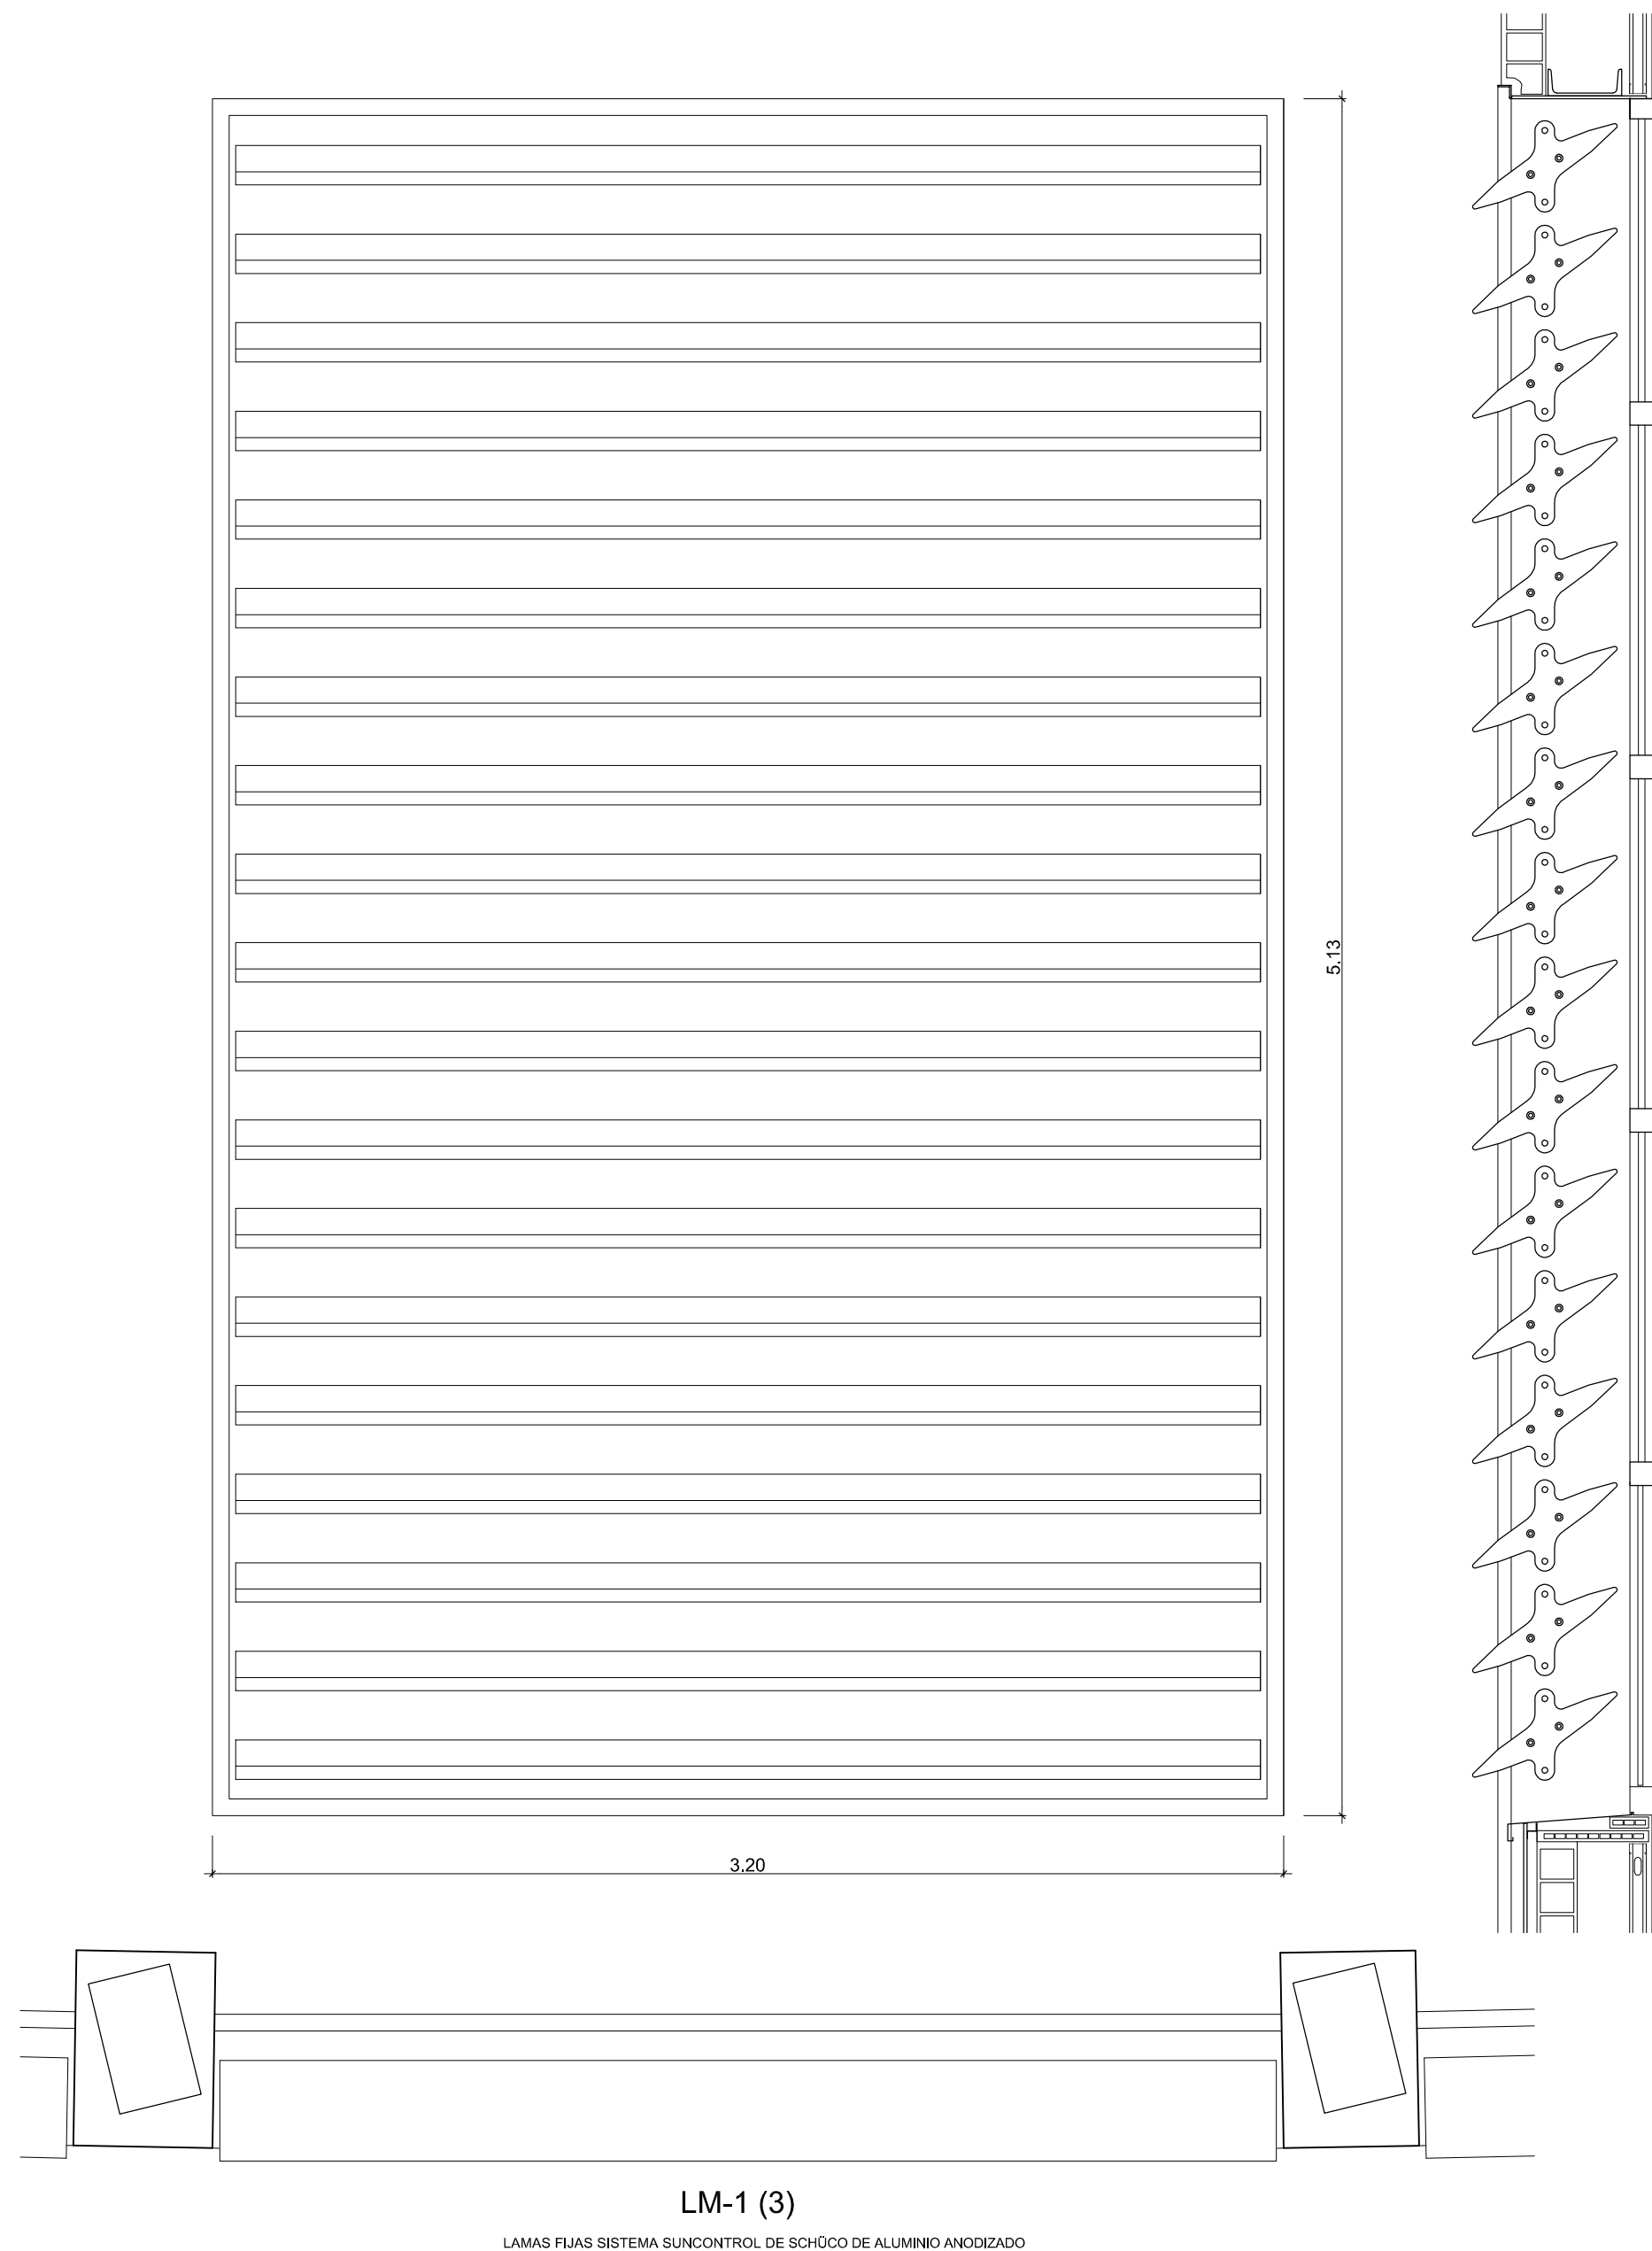 5.13
3.20
LM-1 (3)
LAMAS FIJAS SISTEMA SUNCONTROL DE SCHÜCO DE ALUMINIO ANODIZADO